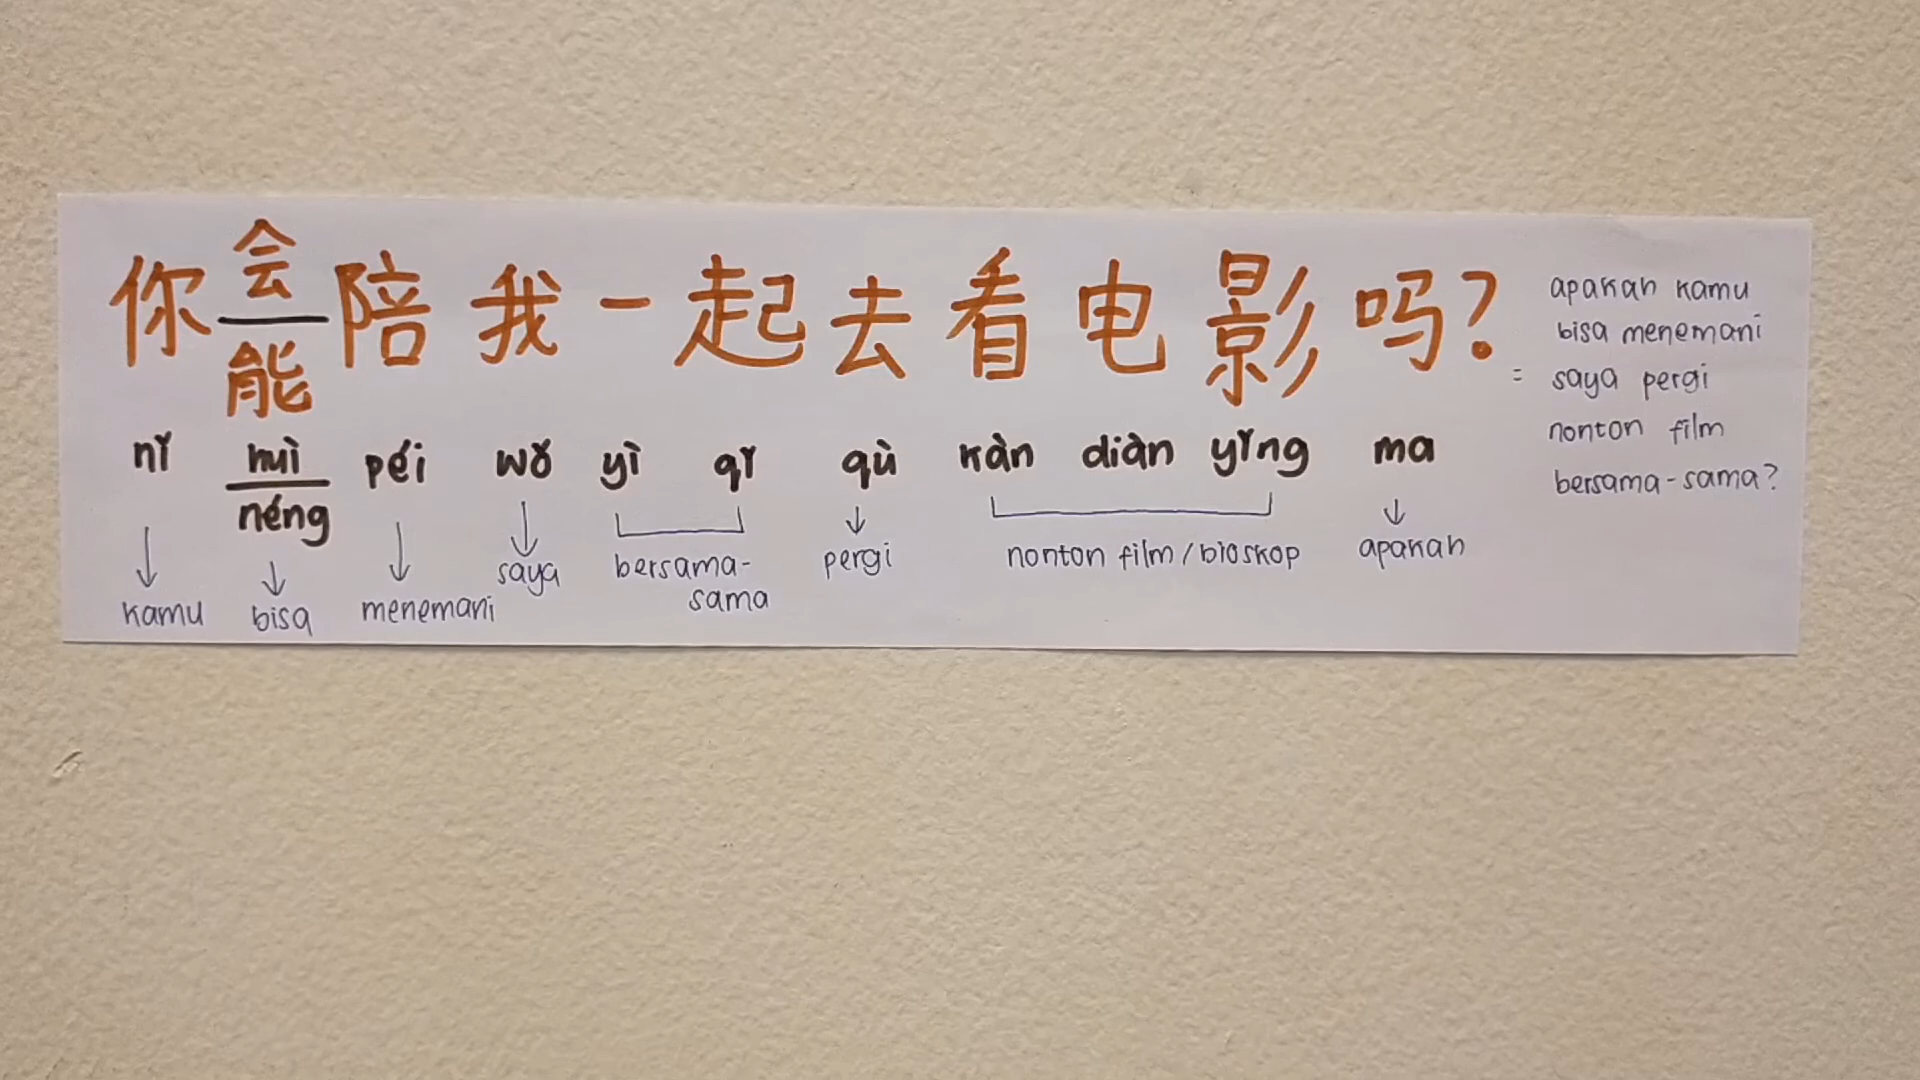 你会/能陪我一起去看电影吗?
nǐ huì/néng péi wǒ yì qǐ qù kàn diàn yǐng ma
kamu bisa menemani saya bersama-sama pergi nonton film/bioskop apakah
= apakah kamu
bisa menemani
saya pergi
nonton film
bersama-sama?